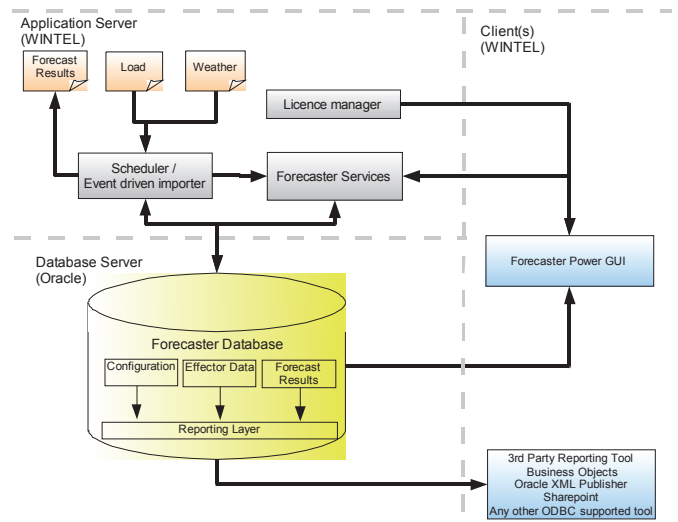 Application Server
(WINTEL)
Client(s)
(WINTEL)
Forecast
Results
Load
Weather
Licence manager
Scheduler /
Event driven importer
Forecaster Services
Database Server
(Oracle)
Forecaster Power GUI
Forecaster Database
Configuration
Effector Data
Forecast
Results
Reporting Layer
3rd Party Reporting Tool
Business Objects
Oracle XML Publisher
Sharepoint
Any other ODBC supported tool